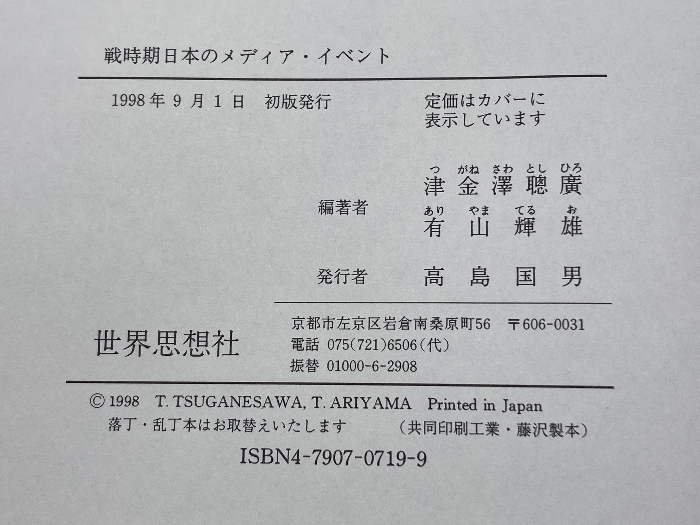 戦時期日本のメディア・イベント
1998年9月1日 初版発行
定価はカバーに
表示しています
つ がね さわ とし ひろ
津金澤聰廣
編著者
あり やま てる お
有山輝雄
発行者 高島国男
世界思想社
京都市左京区岩倉南桑原町56 〒606-0031
電話 075(721)6506(代)
振替 01000-6-2908
© 1998 T. TSUGANESAWA, T. ARIYAMA Printed in Japan
落丁・乱丁本はお取替えいたします (共同印刷工業・藤沢製本)
ISBN4-7907-0719-9